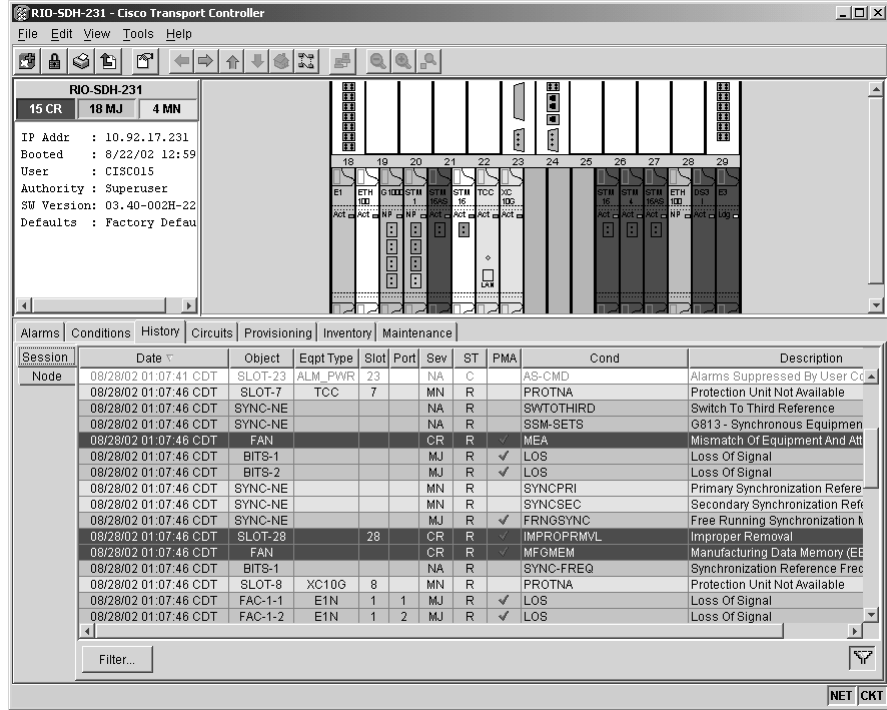 RIO-SDH-231 - Cisco Transport Controller
File Edit View Tools Help
RIO-SDH-231
15 CR 18 MJ 4 MN
IP Addr : 10.92.17.231
Booted : 8/22/02 12:59
User : CISCO15
Authority : Superuser
SW Version: 03.40-002H-22
Defaults : Factory Defau
18 19 20 21 22 23 24 25 26 27 28 29
Alarms Conditions History Circuits Provisioning Inventory Maintenance
Session
Node
Date Object Eqpt Type Slot Port Sev ST PMA Cond Description
08/28/02 01:07:41 CDT SLOT-23 ALM_PWR 23 NA C AS-CMD Alarms Suppressed By User Co
08/28/02 01:07:46 CDT SLOT-7 TCC 7 MN R PROTNA Protection Unit Not Available
08/28/02 01:07:46 CDT SYNC-NE NA R SWTOTHIRD Switch To Third Reference
08/28/02 01:07:46 CDT SYNC-NE NA R SSM-SETS G813 - Synchronous Equipmen
08/28/02 01:07:46 CDT FAN CR R MEA Mismatch Of Equipment And Att
08/28/02 01:07:46 CDT BITS-1 MJ R LOS Loss Of Signal
08/28/02 01:07:46 CDT BITS-2 MJ R LOS Loss Of Signal
08/28/02 01:07:46 CDT SYNC-NE MN R SYNCPRI Primary Synchronization Refere
08/28/02 01:07:46 CDT SYNC-NE MN R SYNCSEC Secondary Synchronization Refe
08/28/02 01:07:46 CDT SYNC-NE MJ R FRNGSYNC Free Running Synchronization M
08/28/02 01:07:46 CDT SLOT-28 28 CR R IMPROPRMVL Improper Removal
08/28/02 01:07:46 CDT FAN CR R MFGMEM Manufacturing Data Memory (EE
08/28/02 01:07:46 CDT BITS-1 NA R SYNC-FREQ Synchronization Reference Freq
08/28/02 01:07:46 CDT SLOT-8 XC10G 8 MN R PROTNA Protection Unit Not Available
08/28/02 01:07:46 CDT FAC-1-1 E1N 1 1 MJ R LOS Loss Of Signal
08/28/02 01:07:46 CDT FAC-1-2 E1N 1 2 MJ R LOS Loss Of Signal
Filter...
NET CKT